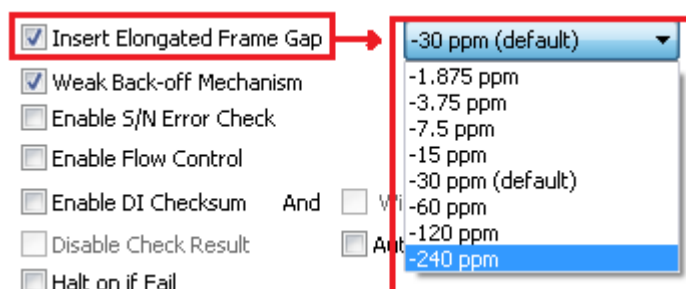 Insert Elongated Frame Gap
-30 ppm (default)
Weak Back-off Mechanism
-1.875 ppm
-3.75 ppm
Enable S/N Error Check
-7.5 ppm
Enable Flow Control
-15 ppm
-30 ppm (default)
Enable DI Checksum And
-60 ppm
-120 ppm
Disable Check Result
-240 ppm
Halt on if Fail